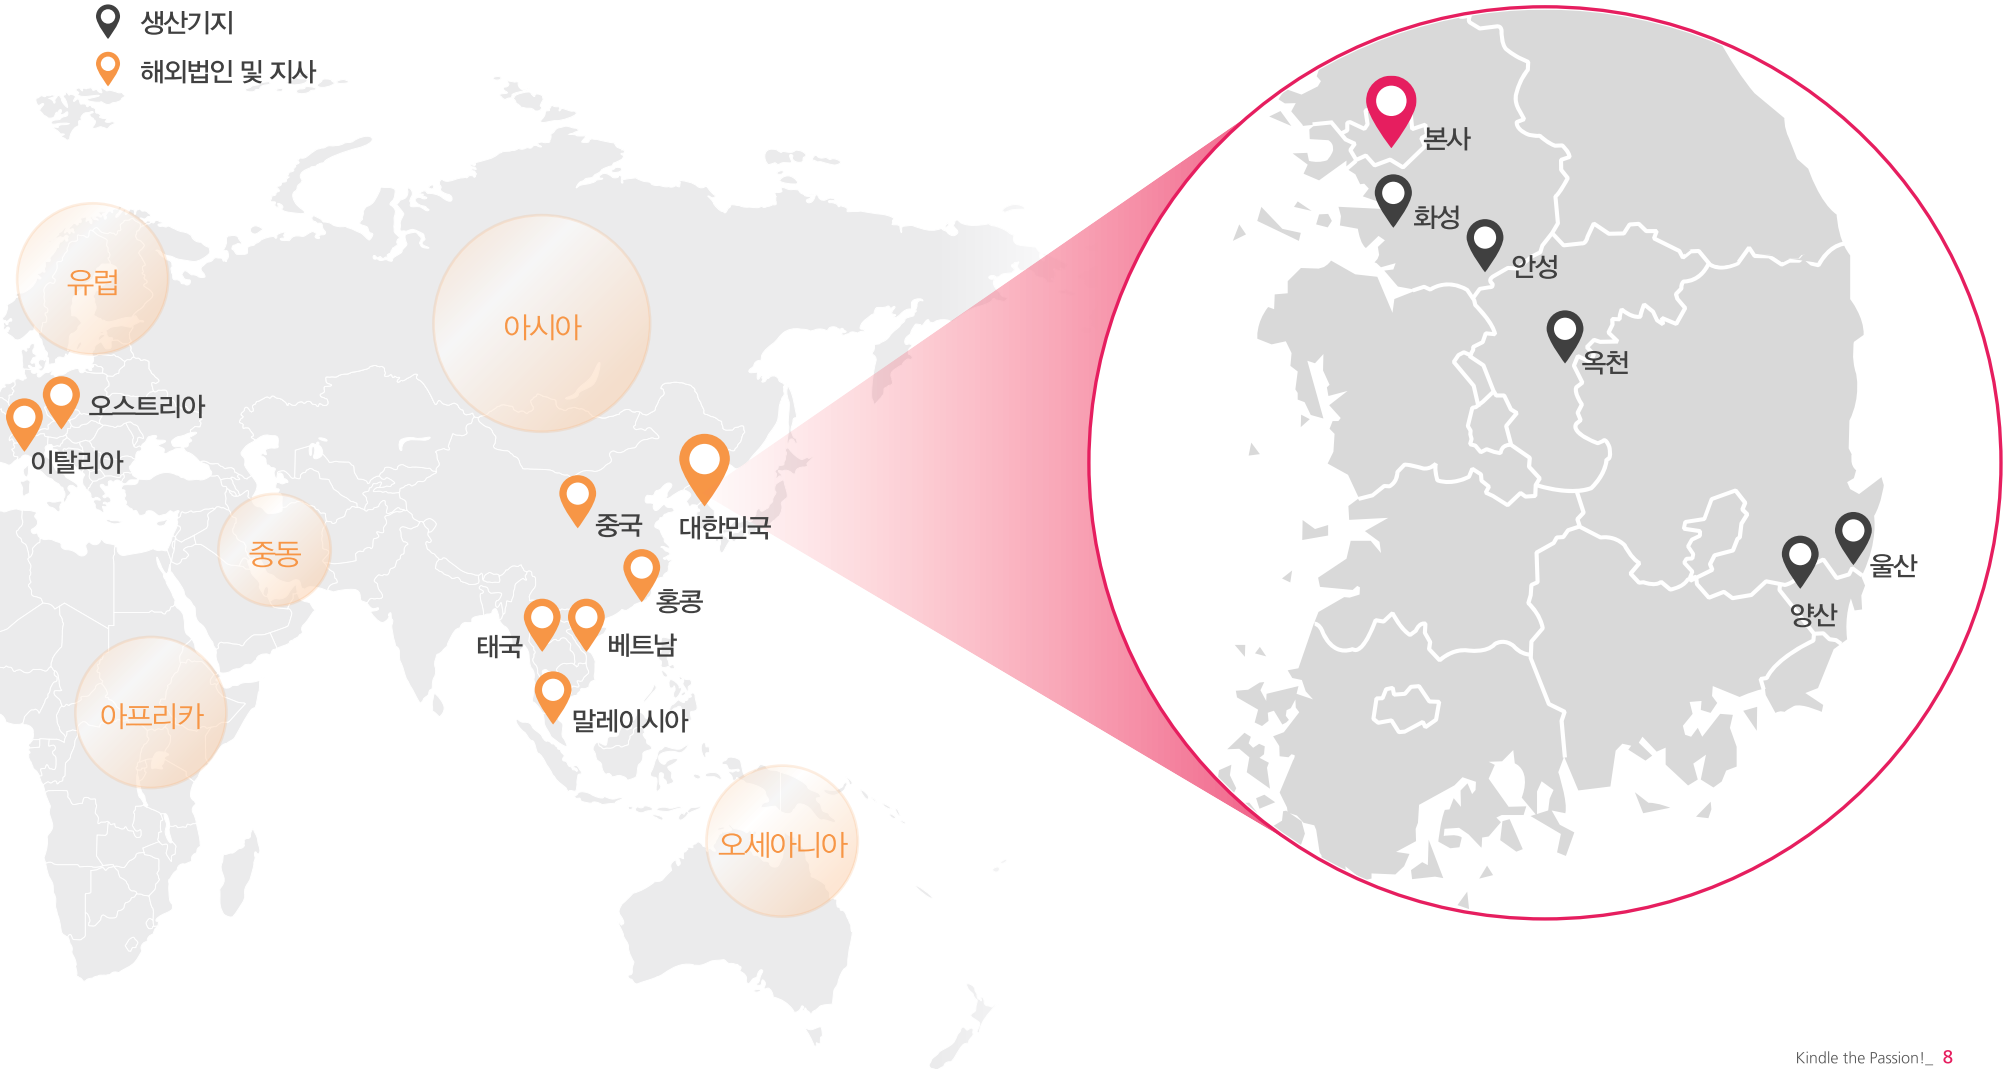 생산기지
해외법인 및 지사
유럽
아시아
오스트리아
이탈리아
중동
중국
대한민국
홍콩
태국
베트남
말레이시아
아프리카
오세아니아
본사
화성
안성
옥천
울산
양산
Kindle the Passion!_ 8